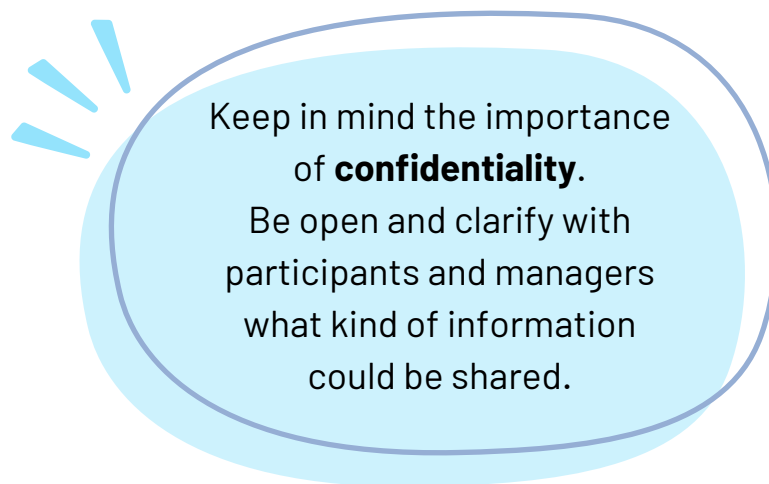 Keep in mind the importance
of confidentiality.
Be open and clarify with
participants and managers
what kind of information
could be shared.